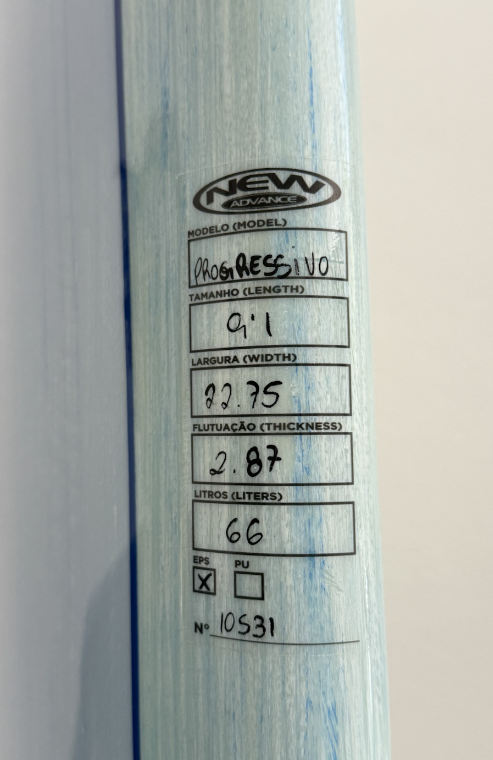 NEW
ADVANCE
MODELO (MODEL)
PROGRESSIVO
TAMANHO (LENGTH)
9'1
LARGURA (WIDTH)
22.75
FLUTUAÇÃO (THICKNESS)
2.87
LITROS (LITERS)
66
EPS PU
X
Nº 10531